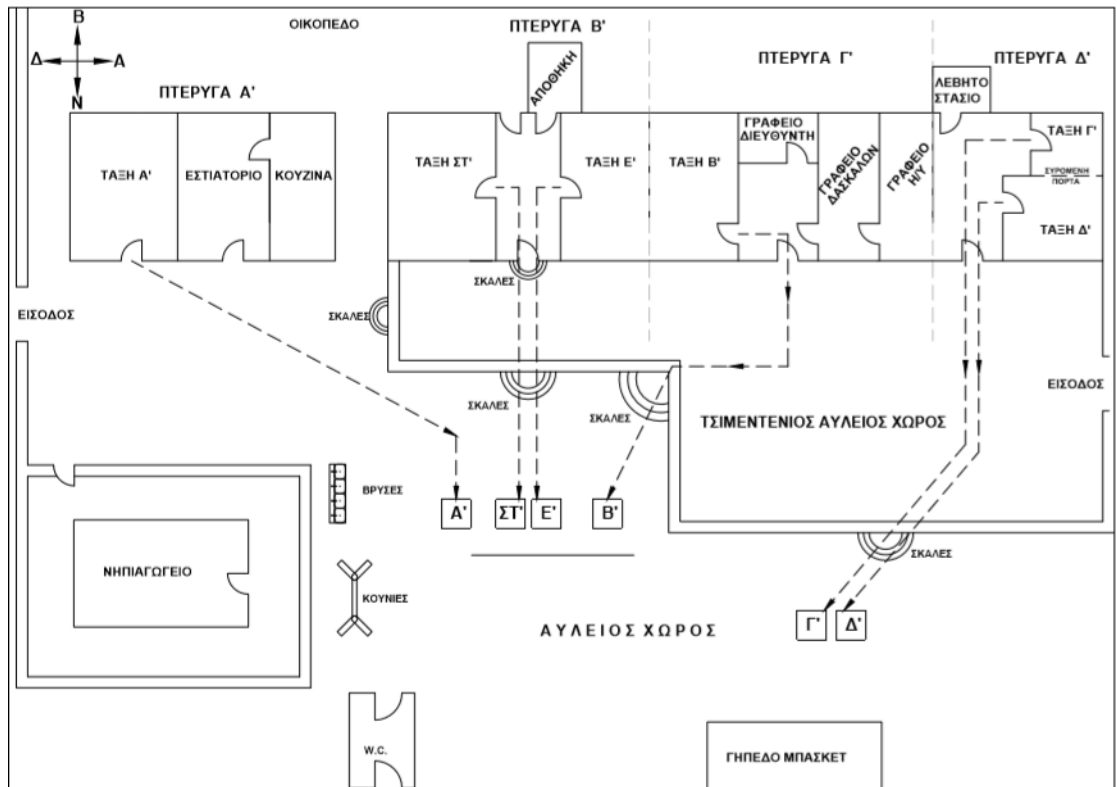 ΟΙΚΟΠΕΔΟ
Β
Δ
Α
Ν
ΠΤΕΡΥΓΑ Α'
ΠΤΕΡΥΓΑ Β'
ΠΤΕΡΥΓΑ Γ'
ΠΤΕΡΥΓΑ Δ'
ΑΠΟΘΗΚΗ
ΛΕΒΗΤΟ
ΣΤΑΣΙΟ
ΤΑΞΗ Α'
ΕΣΤΙΑΤΟΡΙΟ
ΚΟΥΖΙΝΑ
ΤΑΞΗ ΣΤ'
ΤΑΞΗ Ε'
ΤΑΞΗ Β'
ΓΡΑΦΕΙΟ
ΔΙΕΥΘΥΝΤΗ
ΓΡΑΦΕΙΟ
ΔΑΣΚΑΛΩΝ
ΓΡΑΦΕΙΟ
Η/Υ
ΤΑΞΗ Γ'
ΣΥΡΟΜΕΝΗ
ΠΟΡΤΑ
ΤΑΞΗ Δ'
ΣΚΑΛΕΣ
ΕΙΣΟΔΟΣ
ΣΚΑΛΕΣ
ΕΙΣΟΔΟΣ
ΣΚΑΛΕΣ
ΣΚΑΛΕΣ
ΤΣΙΜΕΝΤΕΝΙΟΣ ΑΥΛΕΙΟΣ ΧΩΡΟΣ
ΒΡΥΣΕΣ
Α'
ΣΤ'
Ε'
Β'
ΣΚΑΛΕΣ
ΝΗΠΙΑΓΩΓΕΙΟ
ΚΟΥΝΙΕΣ
ΑΥΛΕΙΟΣ ΧΩΡΟΣ
Γ'
Δ'
W.C.
ΓΗΠΕΔΟ ΜΠΑΣΚΕΤ